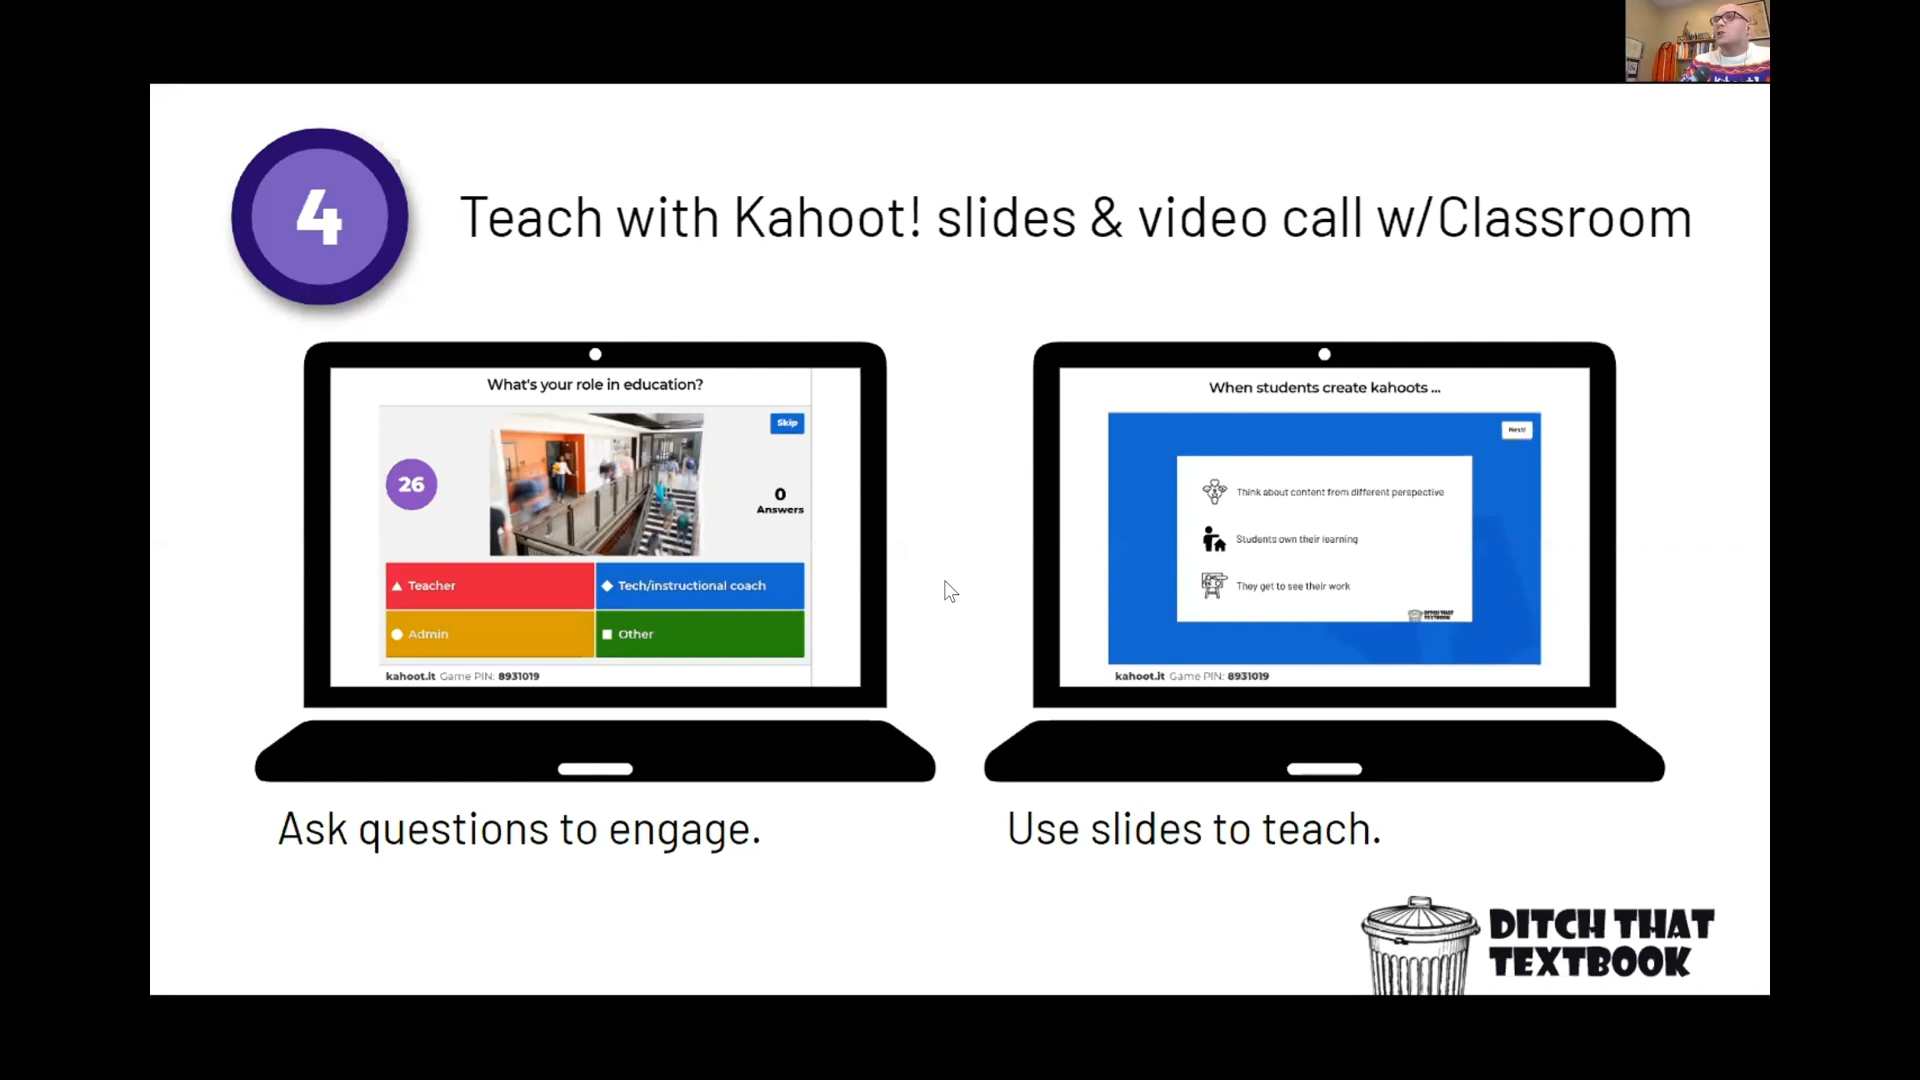 4
Teach with Kahoot! slides & video call w/Classroom
What's your role in education?
Skip
26
0
Answers
Teacher
Tech/instructional coach
Admin
Other
kahoot.it Game PIN: 8931019
When students create kahoots ...
Next
Think about content from different perspective
Students own their learning
They get to see their work
DITCH THAT
TEXTBOOK
kahoot.it Game PIN: 8931019
Ask questions to engage.
Use slides to teach.
DITCH THAT
TEXTBOOK